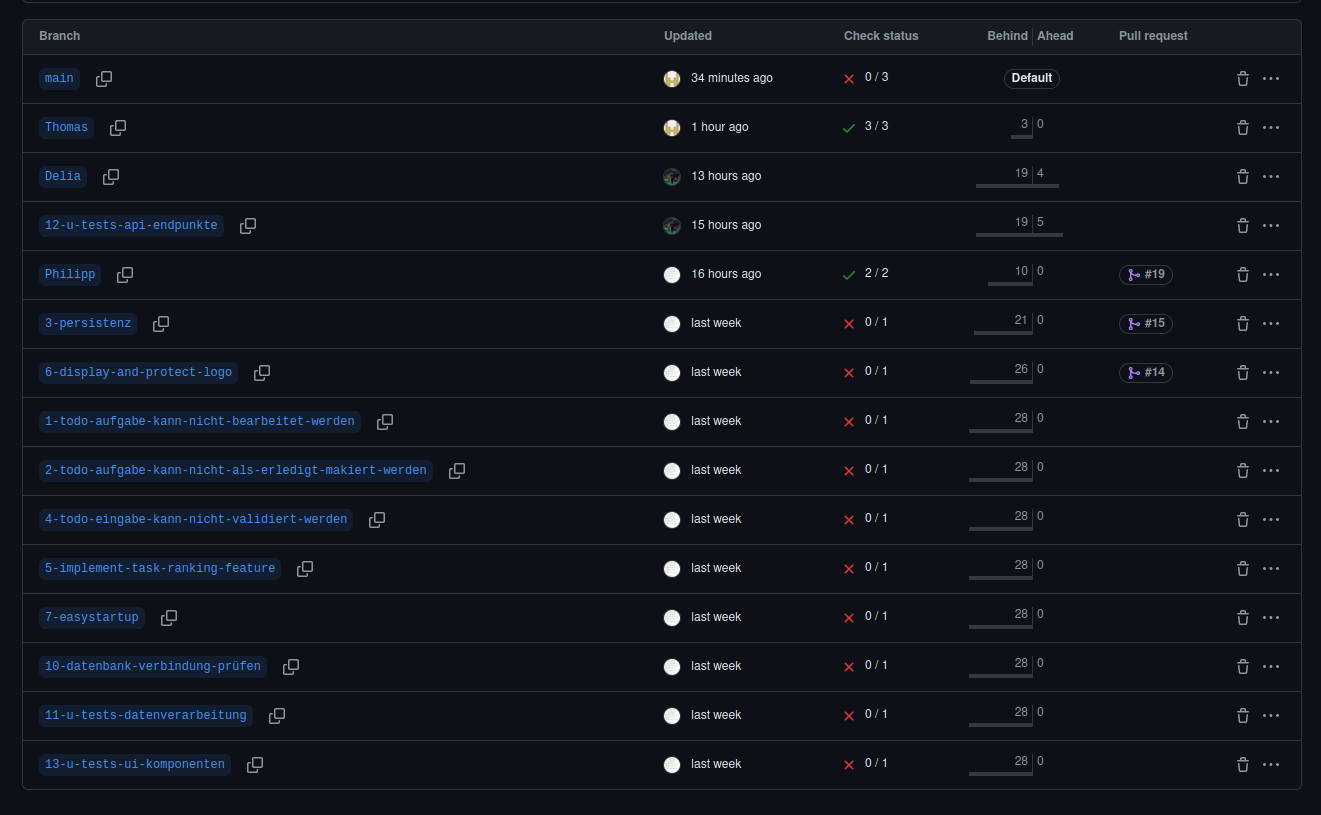 Branch Updated Check status Behind Ahead Pull request
main 34 minutes ago 0 / 3 Default
Thomas 1 hour ago 3 / 3 3 0
Delia 13 hours ago 19 4
12-u-tests-api-endpunkte 15 hours ago 19 5
Philipp 16 hours ago 2 / 2 10 0 #19
3-persistenz last week 0 / 1 21 0 #15
6-display-and-protect-logo last week 0 / 1 26 0 #14
1-todo-aufgabe-kann-nicht-bearbeitet-werden last week 0 / 1 28 0
2-todo-aufgabe-kann-nicht-als-erledigt-makiert-werden last week 0 / 1 28 0
4-todo-eingabe-kann-nicht-validiert-werden last week 0 / 1 28 0
5-implement-task-ranking-feature last week 0 / 1 28 0
7-easystartup last week 0 / 1 28 0
10-datenbank-verbindung-prüfen last week 0 / 1 28 0
11-u-tests-datenverarbeitung last week 0 / 1 28 0
13-u-tests-ui-komponenten last week 0 / 1 28 0